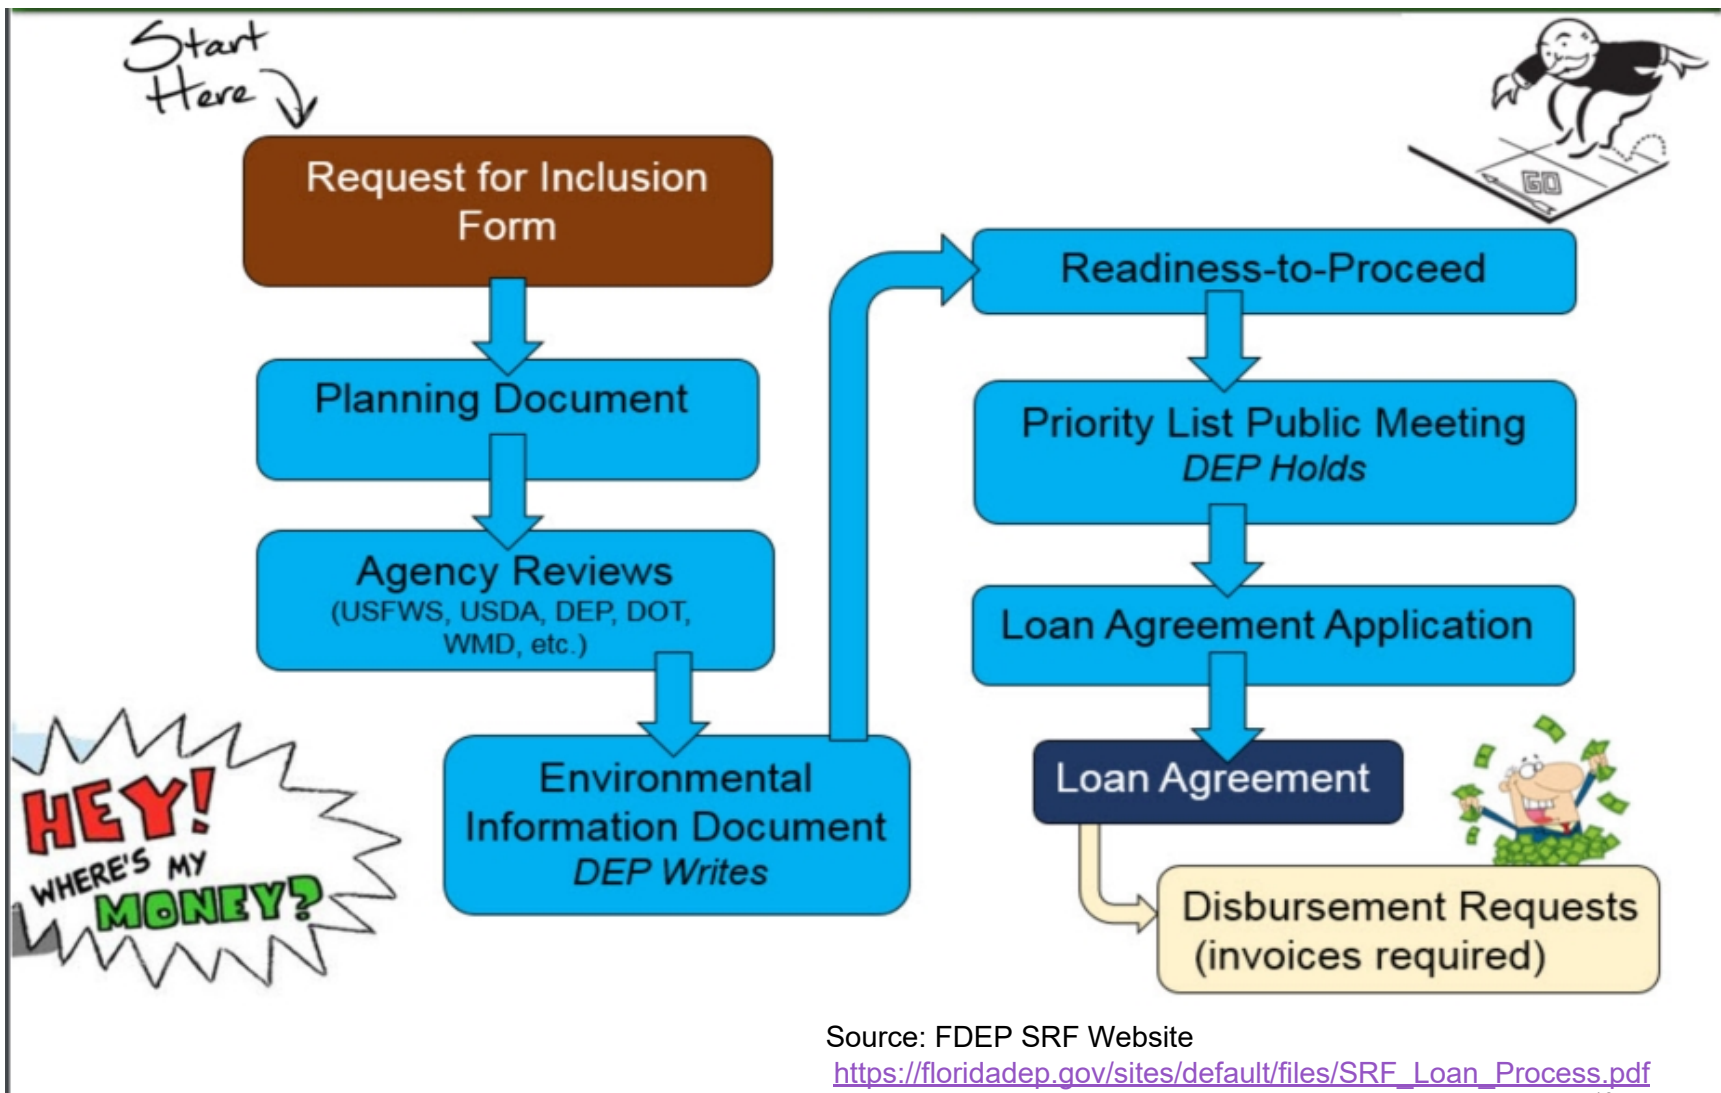 Start
Here
Request for Inclusion
Form
Planning Document
Agency Reviews
(USFWS, USDA, DEP, DOT,
WMD, etc.)
Environmental
Information Document
DEP Writes
HEY!
WHERE'S MY
MONEY?
GO
Readiness-to-Proceed
Priority List Public Meeting
DEP Holds
Loan Agreement Application
Loan Agreement
Disbursement Requests
(invoices required)
Source: FDEP SRF Website
https://floridadep.gov/sites/default/files/SRF_Loan_Process.pdf